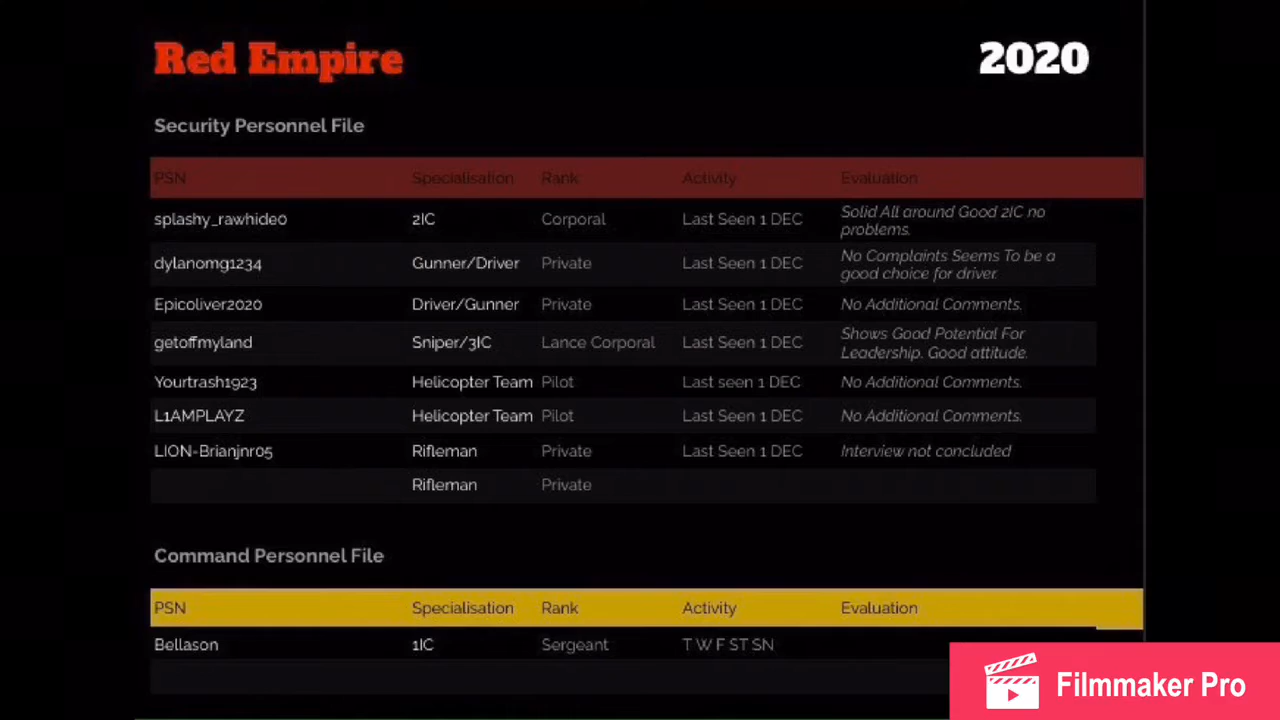 Red Empire 2020
Security Personnel File
PSN Specialisation Rank Activity Evaluation
splashy_rawhide0 2IC Corporal Last Seen 1 DEC Solid All around Good 2IC no
problems.
dylanomg1234 Gunner/Driver Private Last Seen 1 DEC No Complaints Seems To be a
good choice for driver.
Epicoliver2020 Driver/Gunner Private Last Seen 1 DEC No Additional Comments.
getoffmyland Sniper/3IC Lance Corporal Last Seen 1 DEC Shows Good Potential For
Leadership. Good attitude.
Yourtrash1923 Helicopter Team Pilot Last seen 1 DEC No Additional Comments.
L1AMPLAYZ Helicopter Team Pilot Last Seen 1 DEC No Additional Comments.
LION-Brianjnr05 Rifleman Private Last Seen 1 DEC Interview not concluded
Rifleman Private
Command Personnel File
PSN Specialisation Rank Activity Evaluation
Bellason 1IC Sergeant T W F ST SN
Filmmaker Pro